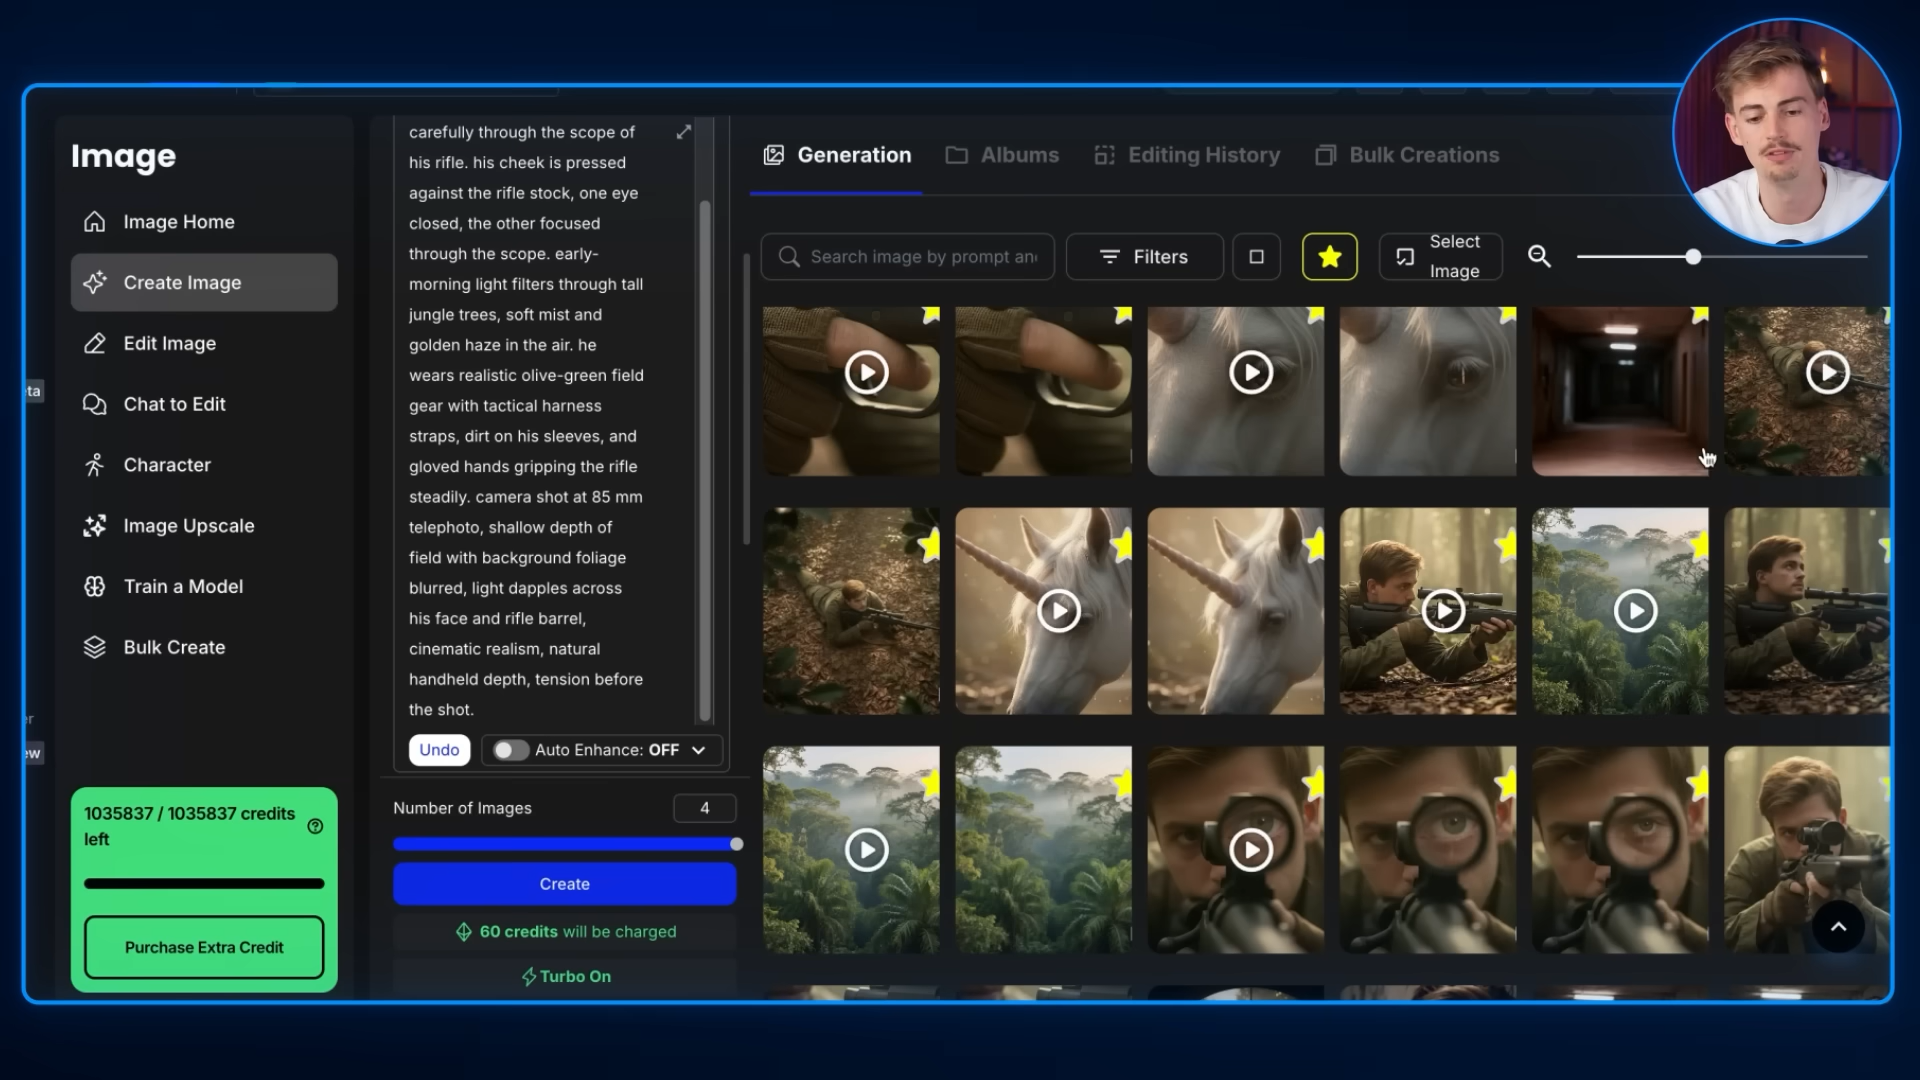 Image
Image Home
Create Image
Edit Image
Chat to Edit
Character
Image Upscale
Train a Model
Bulk Create
1035837 / 1035837 credits
left
Purchase Extra Credit
carefully through the scope of
his rifle. his cheek is pressed
against the rifle stock, one eye
closed, the other focused
through the scope. early-
morning light filters through tall
jungle trees, soft mist and
golden haze in the air. he
wears realistic olive-green field
gear with tactical harness
straps, dirt on his sleeves, and
gloved hands gripping the rifle
steadily. camera shot at 85 mm
telephoto, shallow depth of
field with background foliage
blurred, light dapples across
his face and rifle barrel,
cinematic realism, natural
handheld depth, tension before
the shot.
Undo
Auto Enhance: OFF
Number of Images
4
Create
60 credits will be charged
Turbo On
Generation
Albums
Editing History
Bulk Creations
Search image by prompt an
Filters
Select
Image